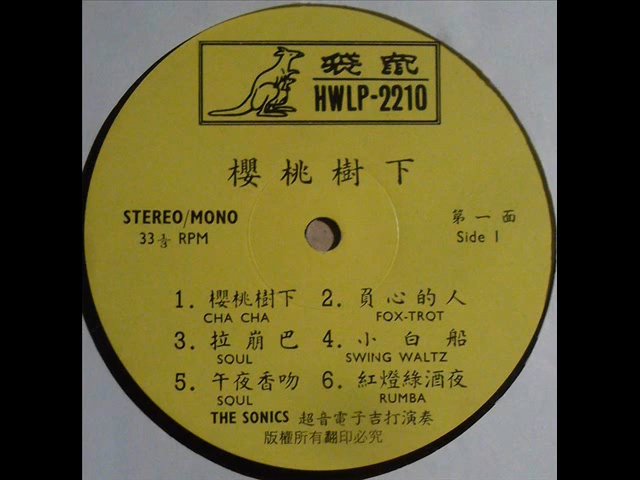 袋鼠
HWLP-2210
櫻桃樹下
STEREO/MONO
33⅓ RPM
第一面
Side 1
1. 櫻桃樹下
CHA CHA
2. 負心的人
FOX-TROT
3. 拉崩巴
SOUL
4. 小白船
SWING WALTZ
5. 午夜香吻
SOUL
6. 紅燈綠酒夜
RUMBA
THE SONICS 超音電子吉打演奏
版權所有翻印必究